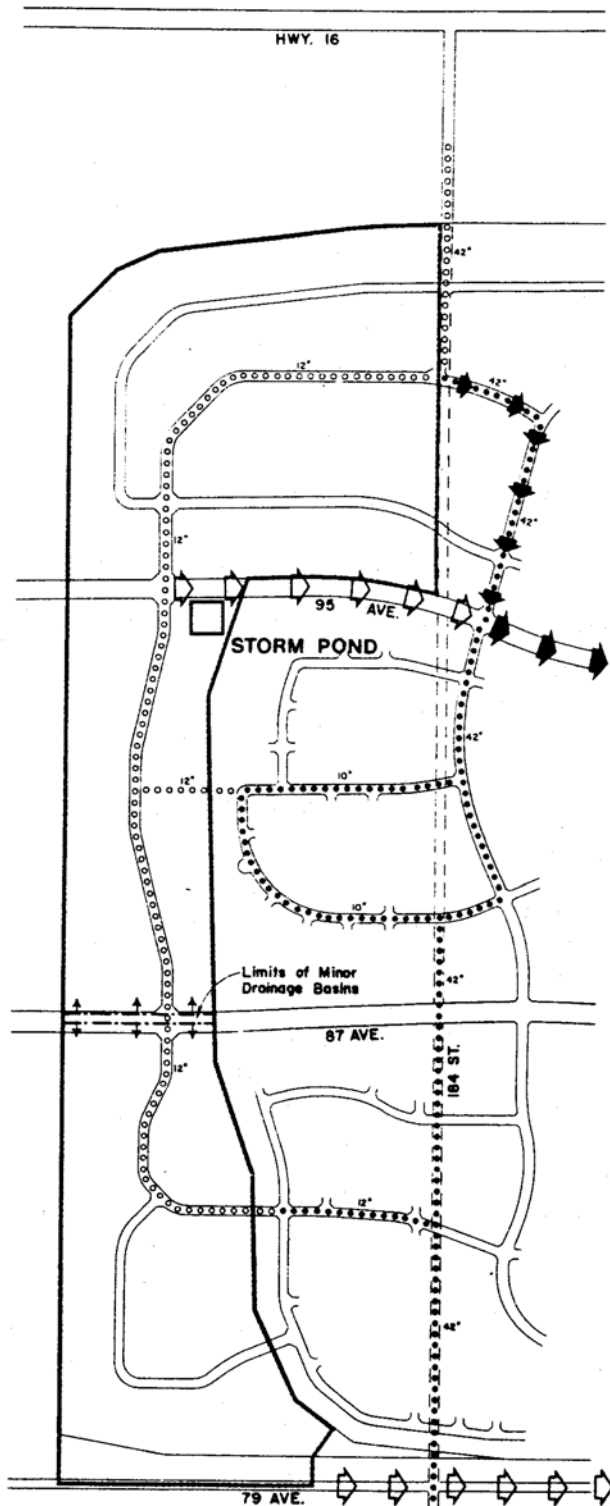 HWY. 16
42"
12"
42"
42"
12"
95 AVE.
STORM POND
42"
12"
10"
10"
42"
Limits of Minor
Drainage Basins
87 AVE.
184 ST.
12"
12"
42"
79 AVE.